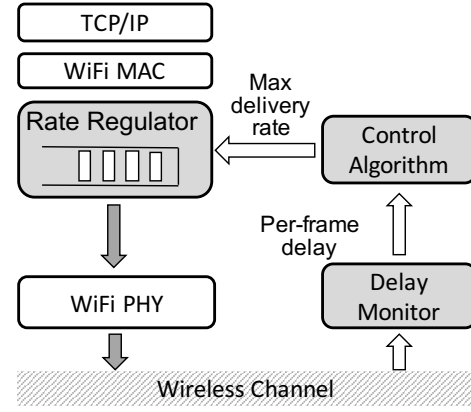 TCP/IP
WiFi MAC
Rate Regulator
Max
delivery
rate
Control
Algorithm
Per-frame
delay
WiFi PHY
Delay
Monitor
Wireless Channel